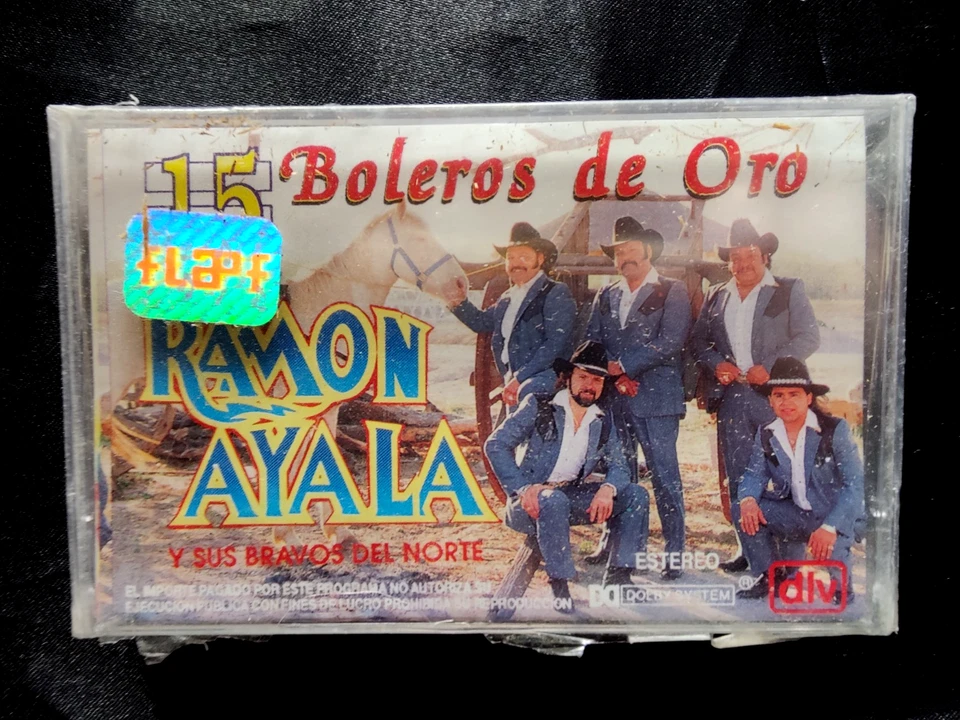 15 Boleros de Oro
FLAPF
RAMON
AYALA
Y SUS BRAVOS DEL NORTE
ESTEREO
EL IMPORTE PAGADO POR ESTE PROGRAMA NO AUTORIZA SU
EJECUCION PUBLICA CON FINES DE LUCRO PROHIBIDA SU REPRODUCCION
DOLBY SYSTEM ®
dlv